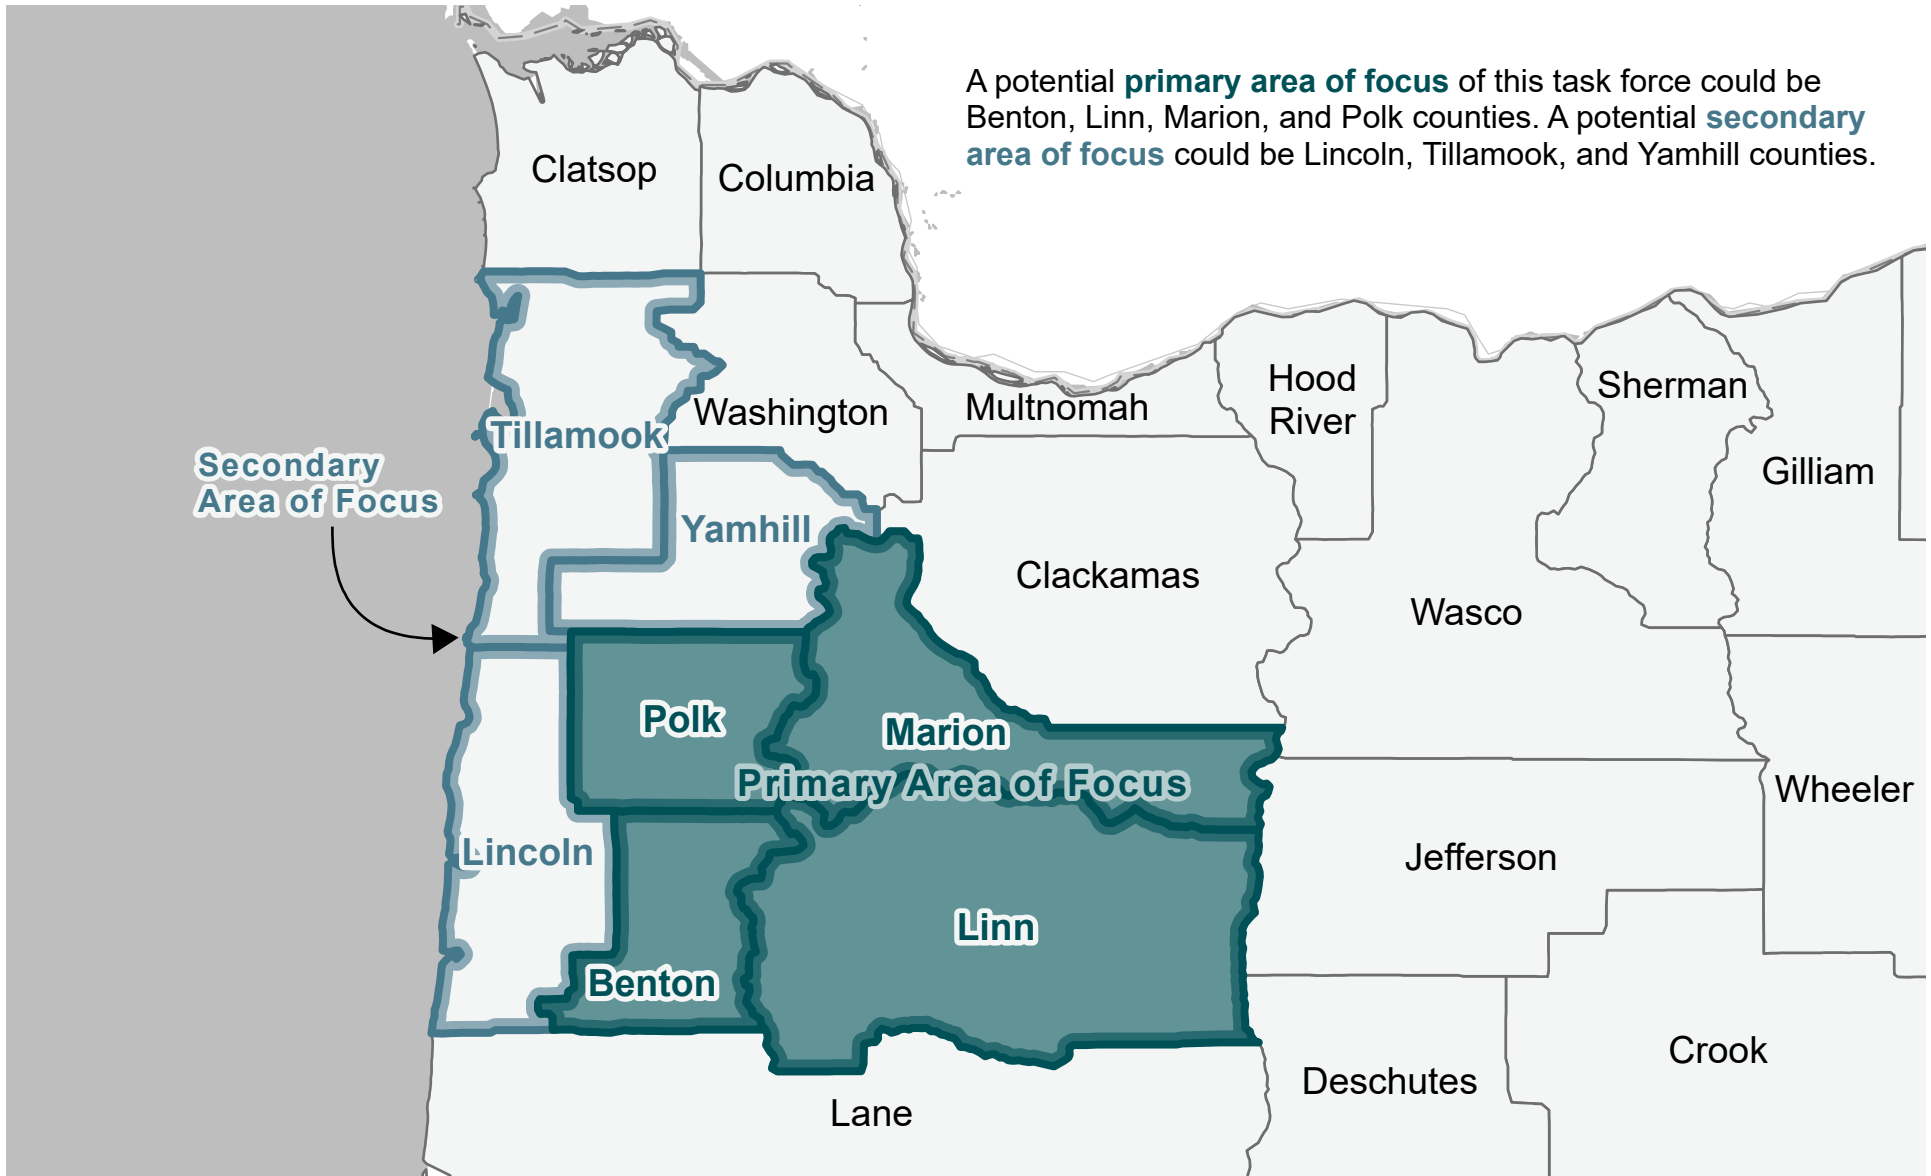 A potential primary area of focus of this task force could be
Benton, Linn, Marion, and Polk counties. A potential secondary
area of focus could be Lincoln, Tillamook, and Yamhill counties.
Clatsop
Columbia
Hood
River
Sherman
Washington
Multnomah
Tillamook
Secondary
Area of Focus
Gilliam
Yamhill
Clackamas
Wasco
Polk
Marion
Primary Area of Focus
Wheeler
Lincoln
Jefferson
Linn
Benton
Crook
Deschutes
Lane